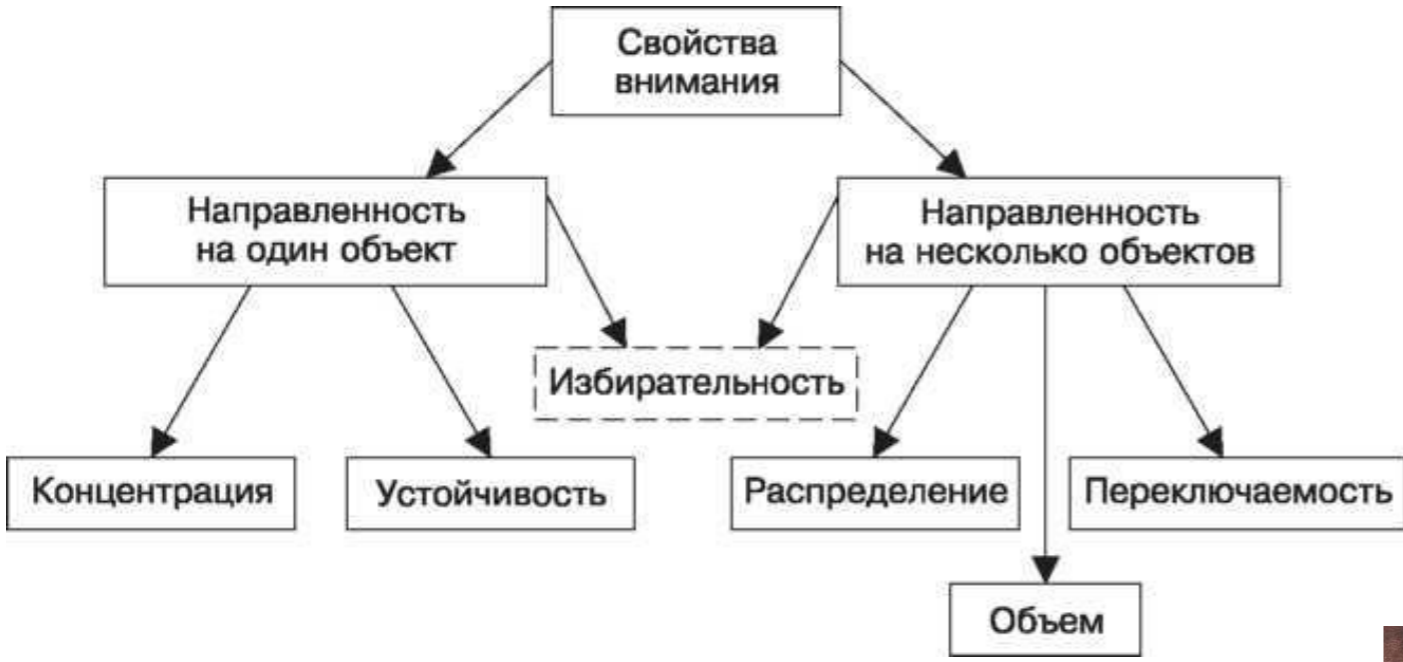 Свойства
внимания
Направленность
на один объект
Направленность
на несколько объектов
Избирательность
Концентрация
Устойчивость
Распределение
Переключаемость
Объем